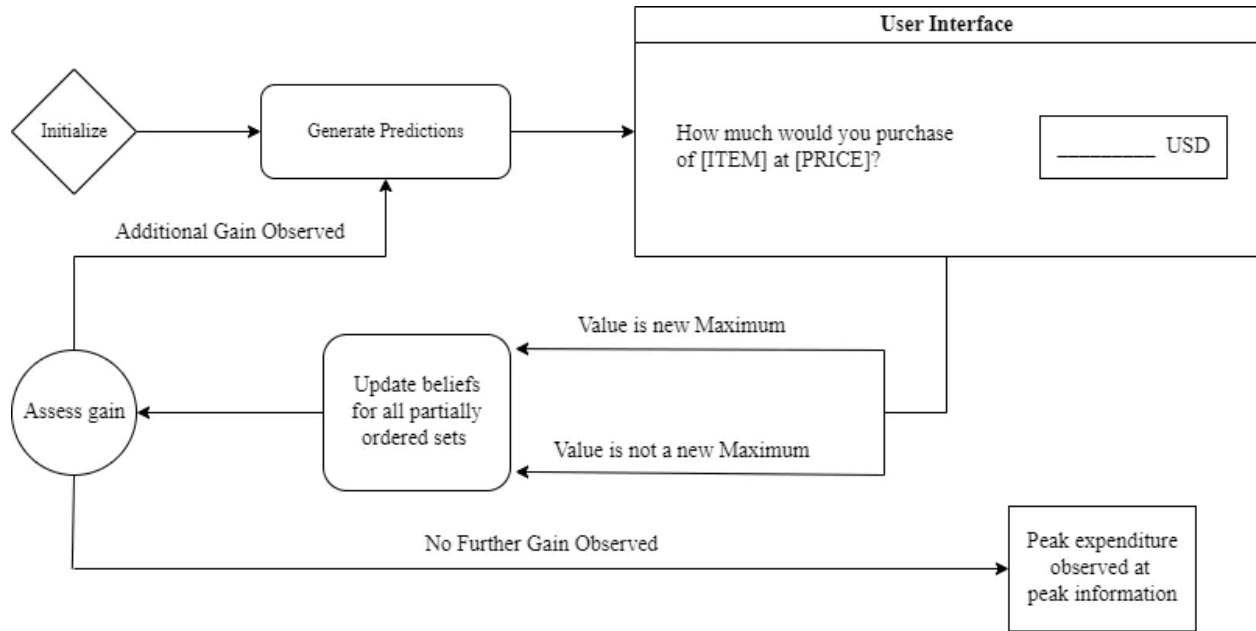 User Interface
Initialize
Generate Predictions
How much would you purchase
of [ITEM] at [PRICE]?
_________ USD
Additional Gain Observed
Value is new Maximum
Assess gain
Update beliefs
for all partially
ordered sets
Value is not a new Maximum
No Further Gain Observed
Peak expenditure
observed at
peak information